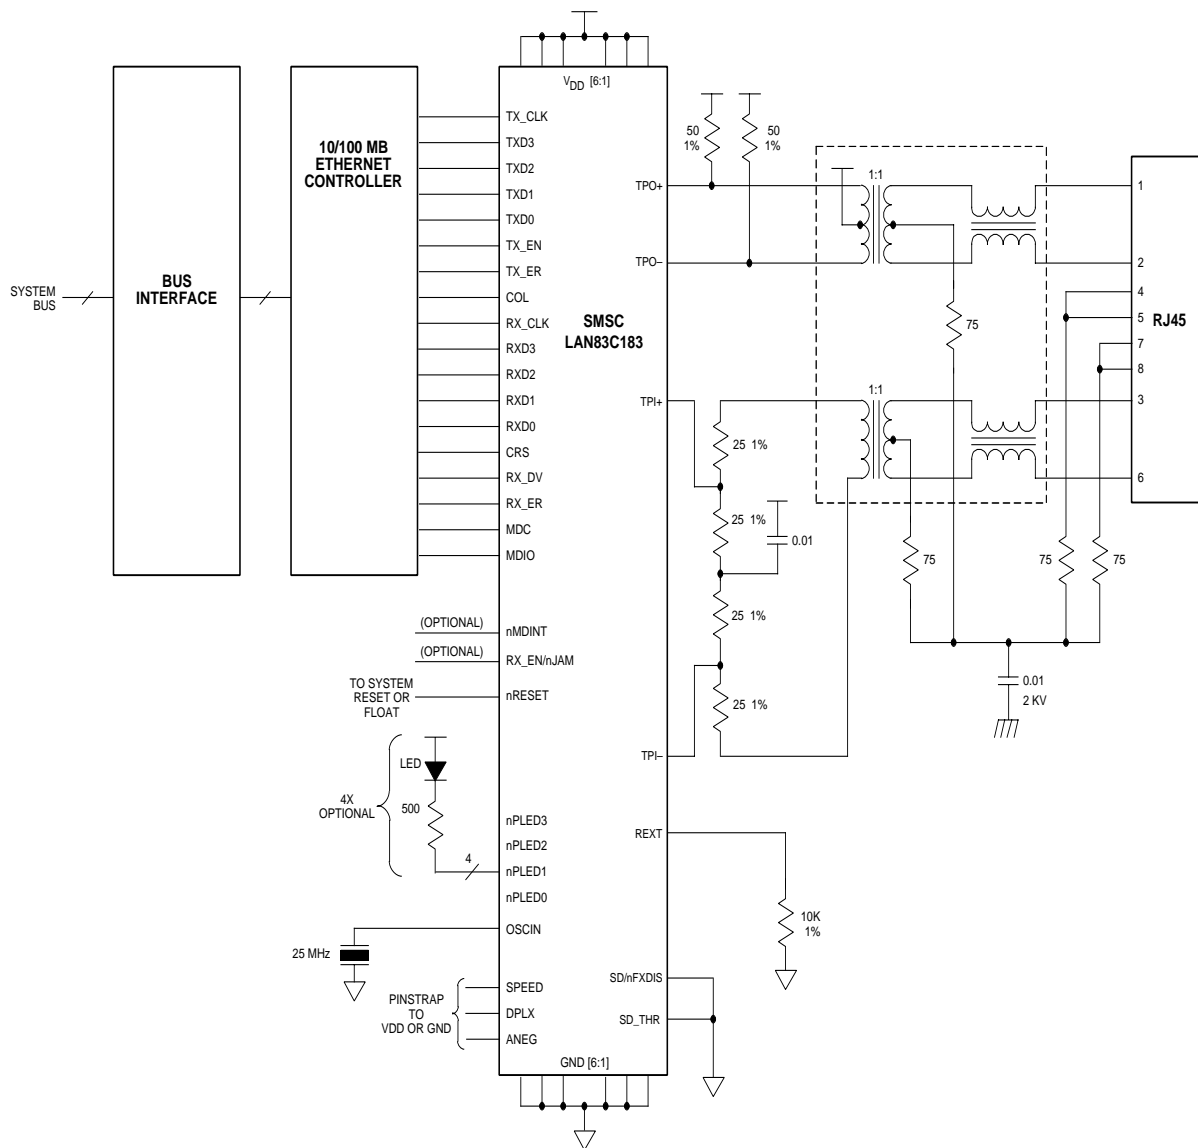 V_DD [6:1]
TX_CLK
TXD3
TXD2
TXD1
TXD0
TX_EN
TX_ER
COL
RX_CLK
RXD3
RXD2
RXD1
RXD0
CRS
RX_DV
RX_ER
MDC
MDIO
SYSTEM
BUS
BUS
INTERFACE
10/100 MB
ETHERNET
CONTROLLER
SMSC
LAN83C183
(OPTIONAL)
nMDINT
(OPTIONAL)
RX_EN/nJAM
TO SYSTEM
RESET OR
FLOAT
nRESET
4X
OPTIONAL
LED
500
4
nPLED3
nPLED2
nPLED1
nPLED0
25 MHz
OSCIN
PINSTRAP
TO
VDD OR GND
SPEED
DPLX
ANEG
GND [6:1]
TPO+
TPO–
TPI+
TPI–
REXT
SD/nFXDIS
SD_THR
50
1%
50
1%
1:1
75
1:1
25 1%
25 1%
0.01
25 1%
25 1%
75
75
75
0.01
2 KV
10K
1%
RJ45
1
2
4
5
7
8
3
6